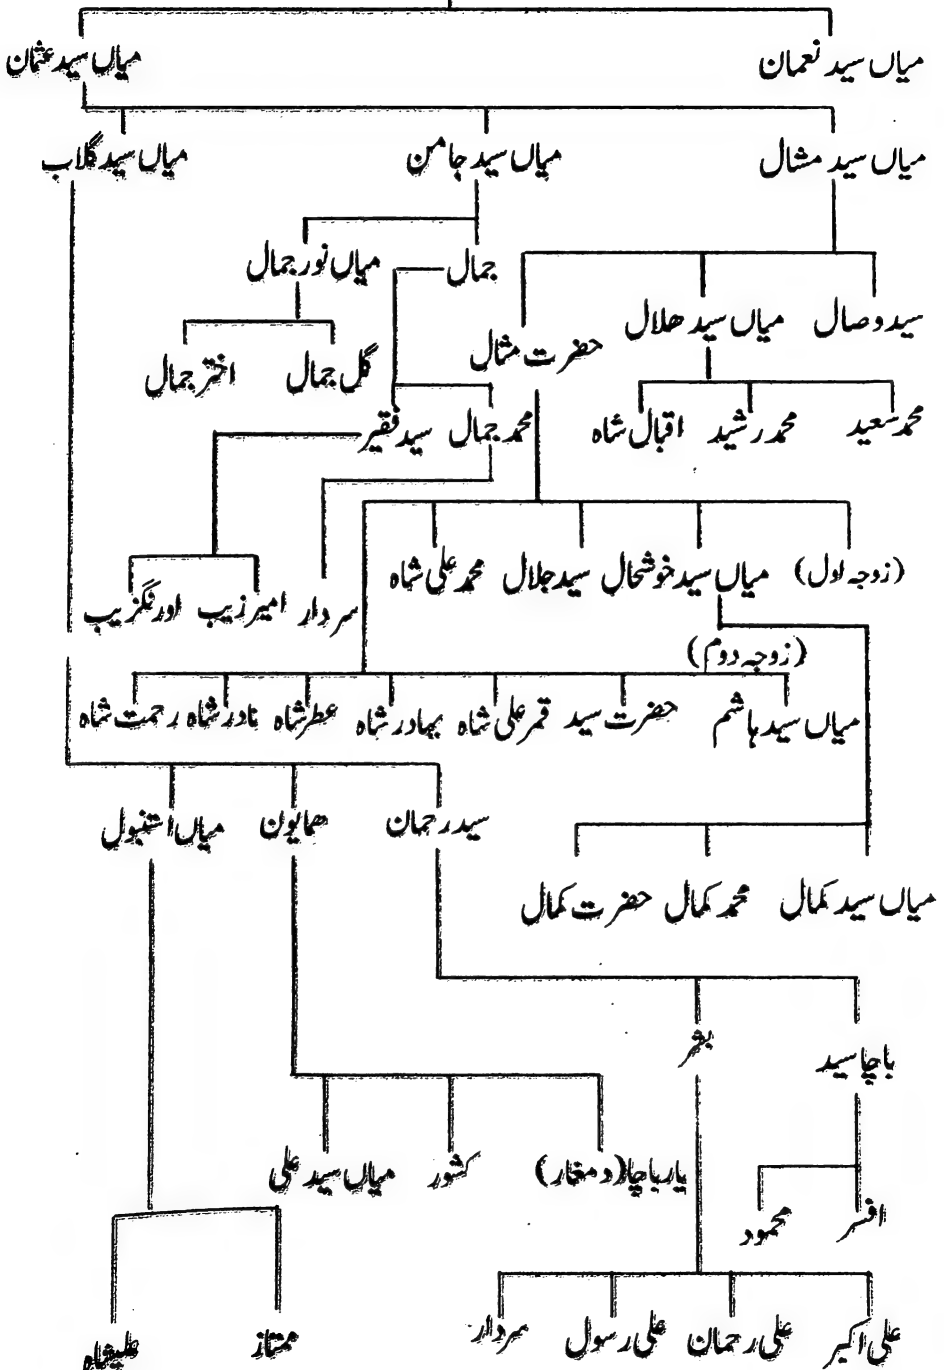 میاں سید نعمان میاں سید عثمان
میاں سید مشال میاں سید جامن میاں سید گلاب
جمال میاں نور جمال
سید وصال میاں سید ھلال حضرت مثال
گل جمال اختر جمال
محمد سعید محمد رشید اقبال شاہ محمد جمال سید فقیر
(زوجہ اول) میاں سید خوشحال سید جلال محمد علی شاہ
سردار امیر زیب اورنگزیب
(زوجہ دوم)
میاں سید ہاشم حضرت سید قمر علی شاہ بہادر شاہ عطر شاہ نادر شاہ رحمت شاہ
سید رحمان ھمایون میاں استنبول
میاں سید کمال محمد کمال حضرت کمال
باچا سید بشر
یار باچا (دمغار) کشور میاں سید علی
افسر محمود
علی اکبر علی رحمان علی رسول سردار ممتاز علیشاہ